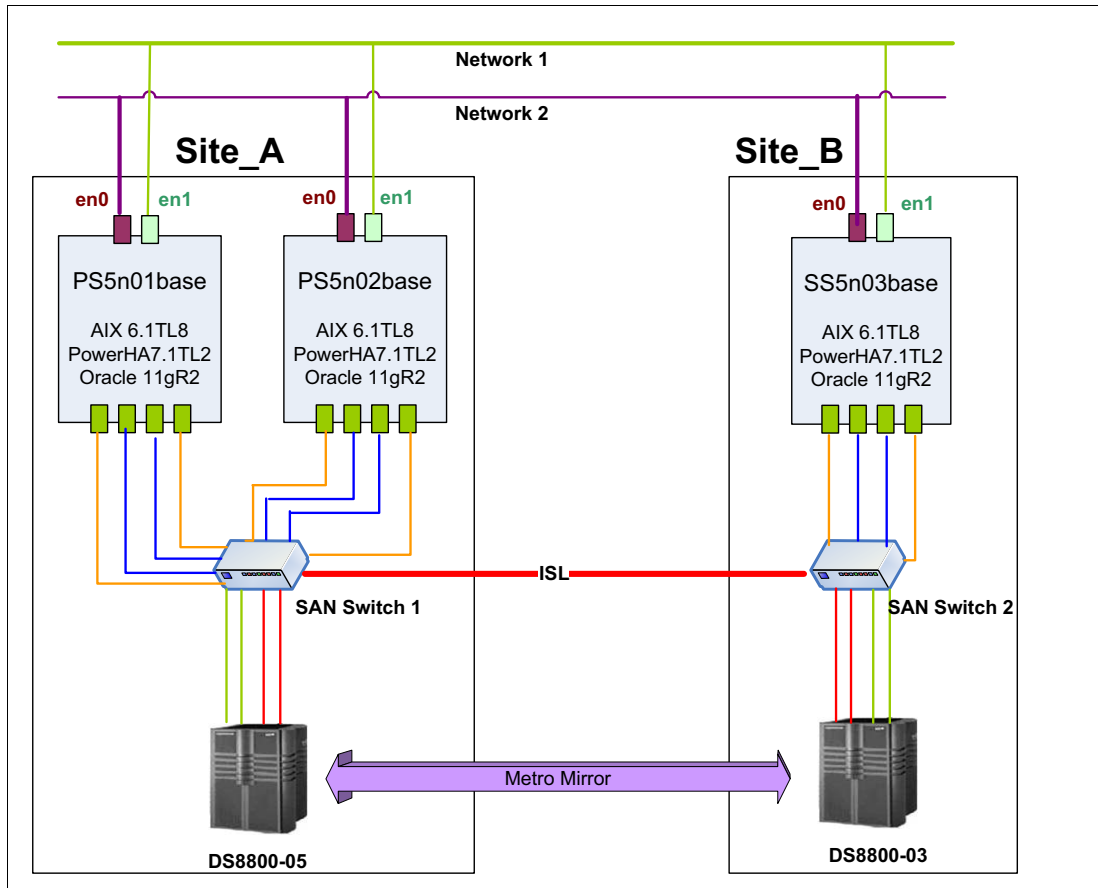 Network 1
Network 2
Site_A
Site_B
en0
en1
en0
en1
en0
en1
PS5n01base
AIX 6.1TL8
PowerHA7.1TL2
Oracle 11gR2
PS5n02base
AIX 6.1TL8
PowerHA7.1TL2
Oracle 11gR2
SS5n03base
AIX 6.1TL8
PowerHA7.1TL2
Oracle 11gR2
ISL
SAN Switch 1
SAN Switch 2
Metro Mirror
DS8800-05
DS8800-03